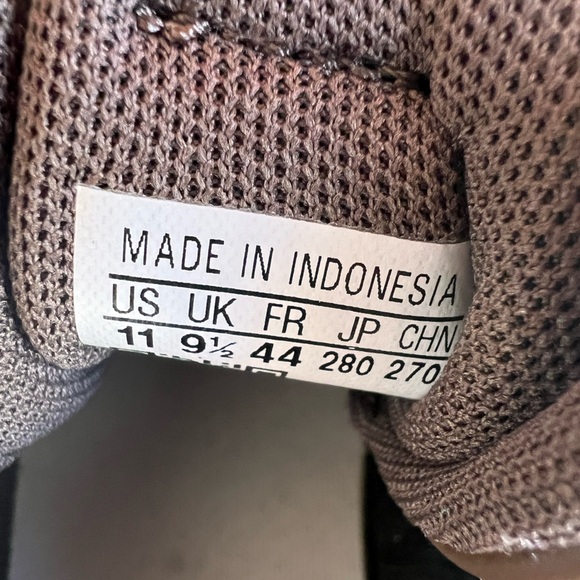 MADE IN INDONESIA
US UK FR JP CHN
11 9½ 44 280 270